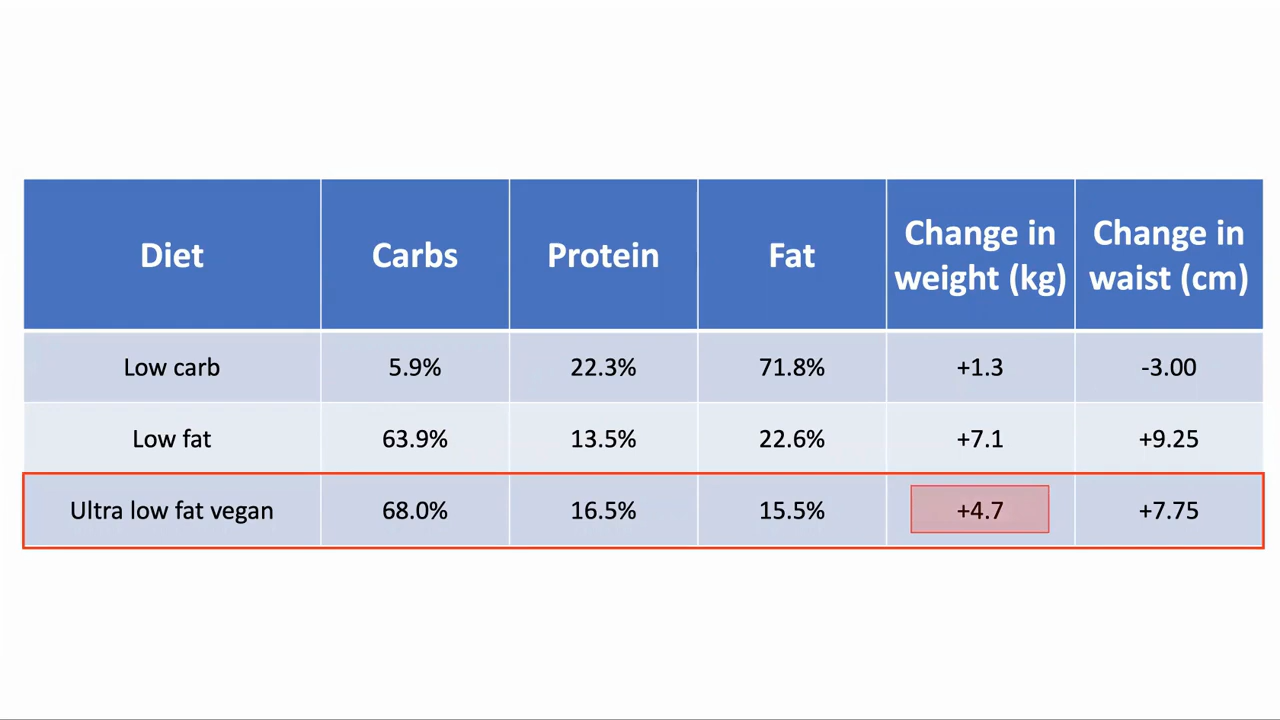 Diet Carbs Protein Fat Change in weight (kg) Change in waist (cm)
Low carb 5.9% 22.3% 71.8% +1.3 -3.00
Low fat 63.9% 13.5% 22.6% +7.1 +9.25
Ultra low fat vegan 68.0% 16.5% 15.5% +4.7 +7.75